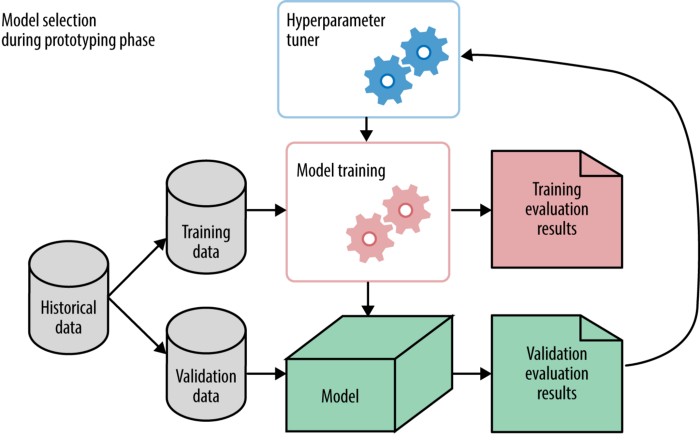 Model selection
during prototyping phase
Hyperparameter
tuner
Model training
Training
data
Training
evaluation
results
Historical
data
Validation
data
Model
Validation
evaluation
results